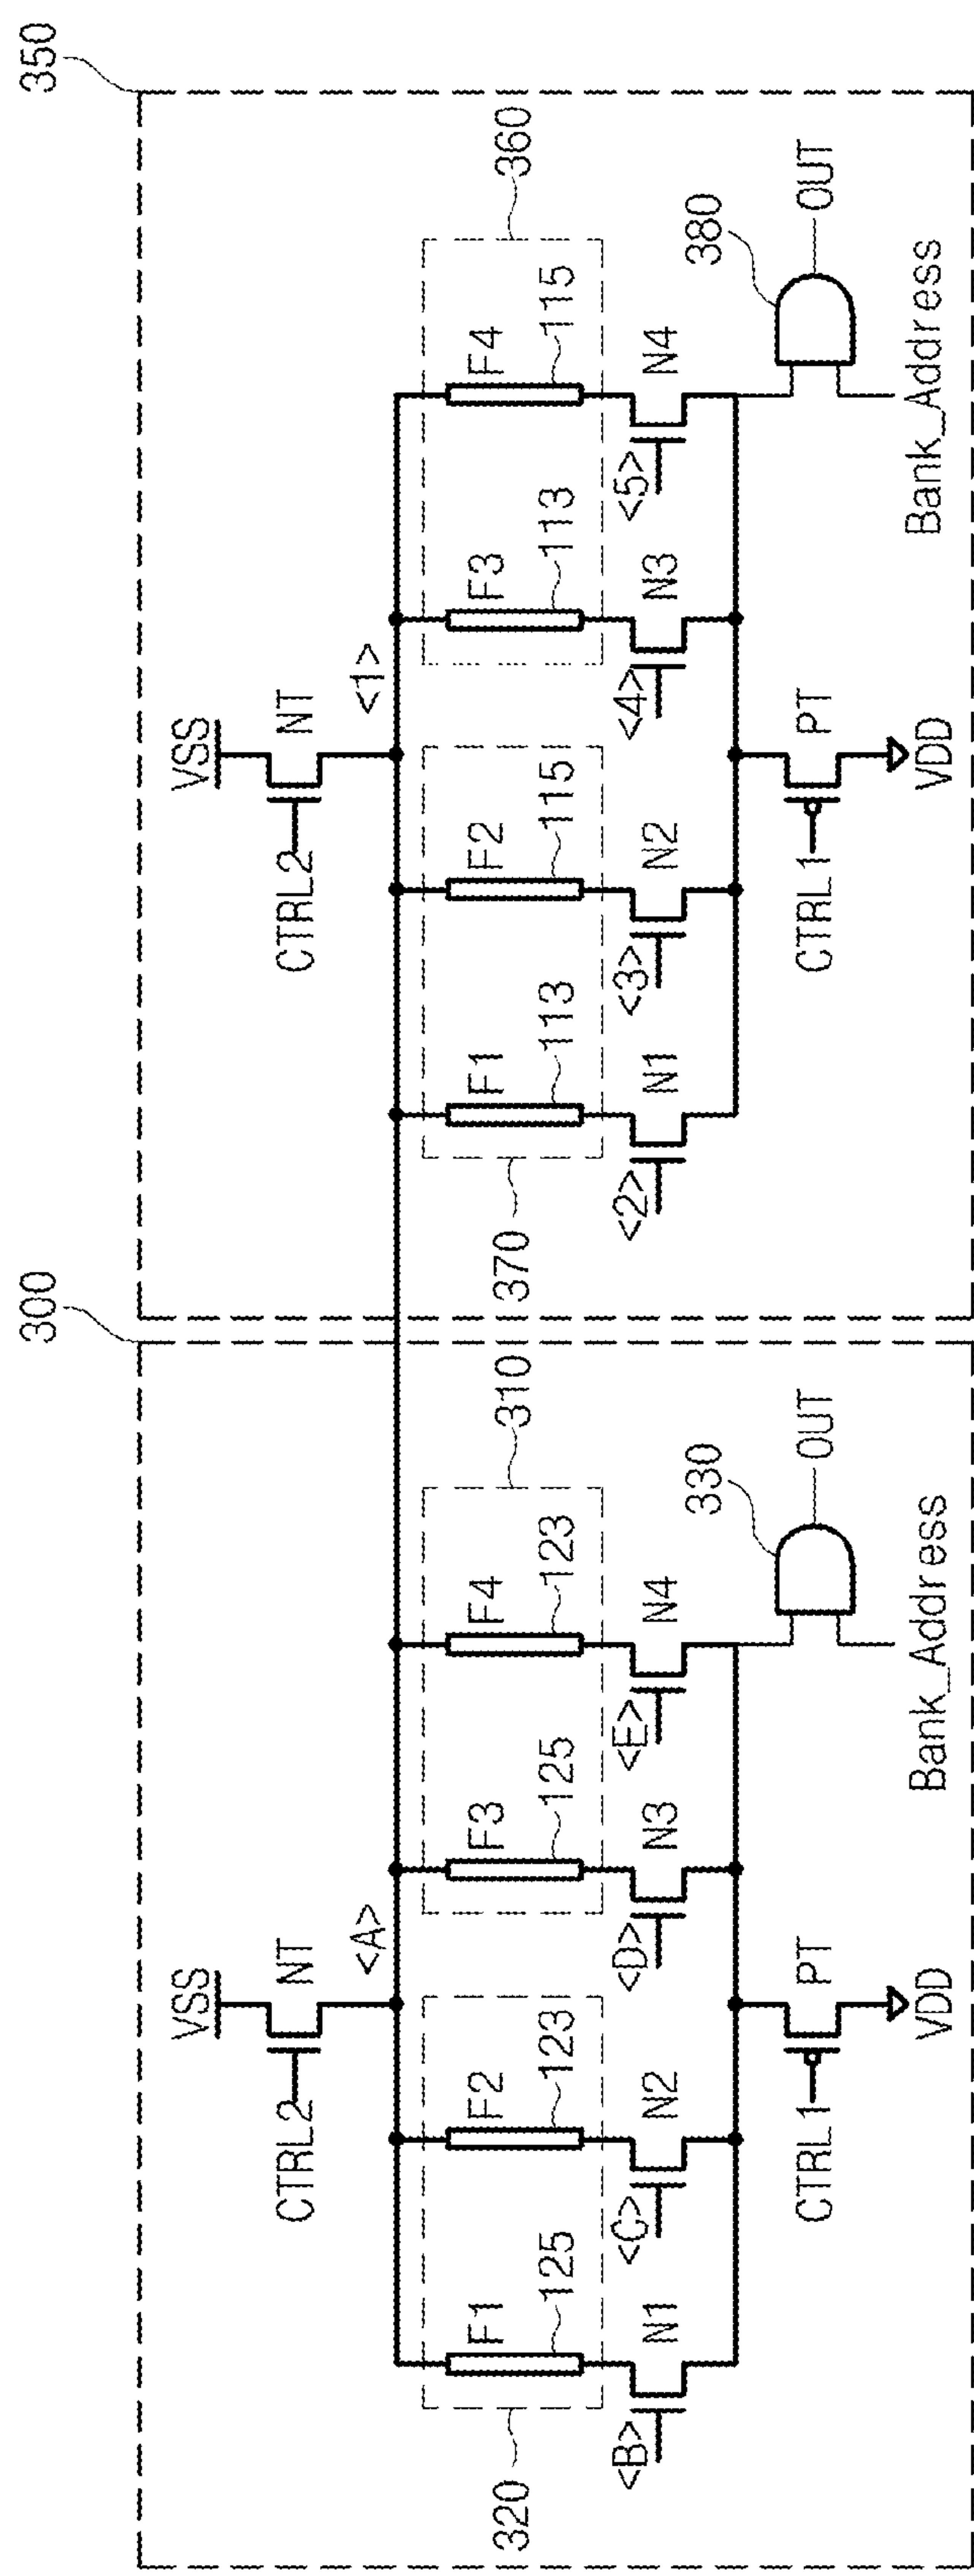 300
350
VSS
VSS
CTRL2
NT
CTRL2
NT
<A>
<1>
320
F1
125
F2
123
F3
125
F4
123
310
370
F1
113
F2
115
F3
113
F4
115
360
<B>
N1
<C>
N2
<D>
N3
<E>
N4
<2>
N1
<3>
N2
<4>
N3
<5>
N4
330
380
CTRL1
PT
OUT
CTRL1
PT
OUT
VDD
Bank_Address
VDD
Bank_Address